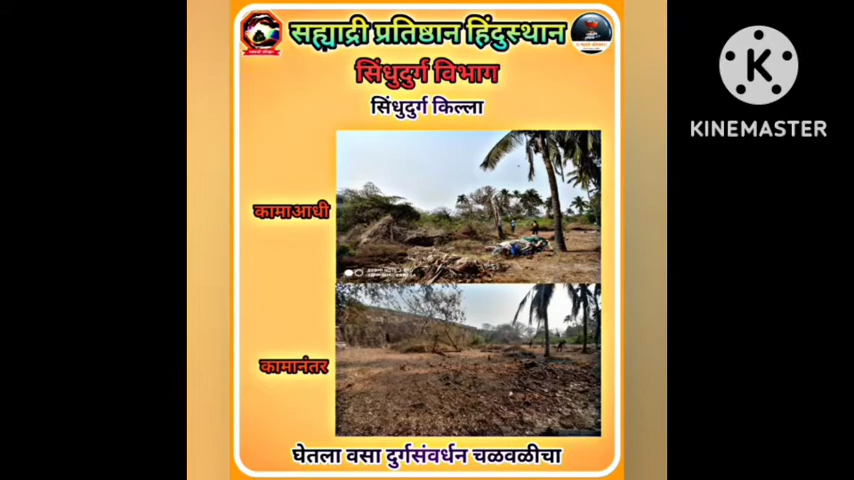 सह्याद्री प्रतिष्ठान हिंदुस्थान
सिंधुदुर्ग विभाग
सिंधुदुर्ग किल्ला
कामाआधी
कामानंतर
घेतला वसा दुर्गसंवर्धन चळवळीचा
K
KINEMASTER